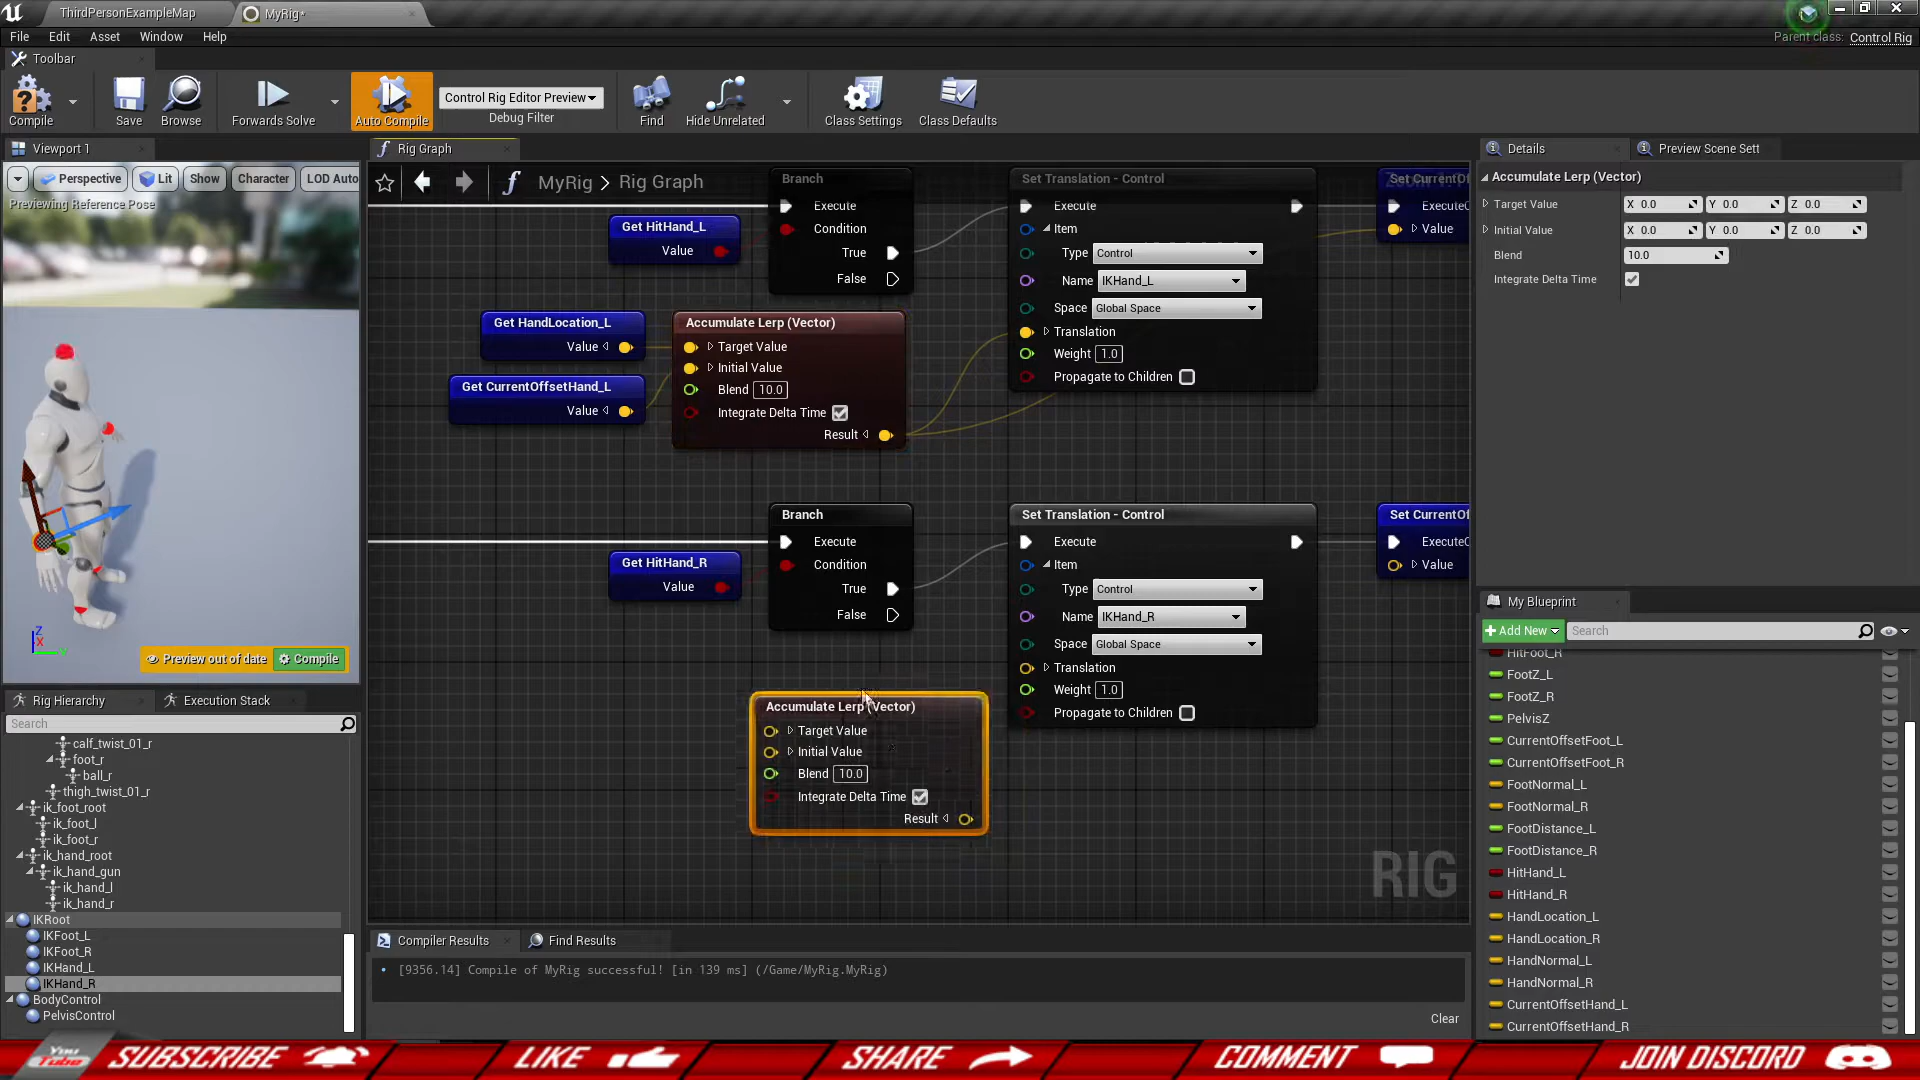 ThirdPersonExampleMap
MyRig*
File Edit Asset Window Help
Parent class: Control Rig
Toolbar
Compile
Save
Browse
Forwards Solve
Auto Compile
Control Rig Editor Preview
Debug Filter
Find
Hide Unrelated
Class Settings
Class Defaults
Viewport 1
Perspective
Lit
Show
Character
LOD Auto
Previewing Reference Pose
Z
X
Preview out of date
Compile
Rig Hierarchy
Execution Stack
Search
calf_twist_01_r
foot_r
ball_r
thigh_twist_01_r
ik_foot_root
ik_foot_l
ik_foot_r
ik_hand_root
ik_hand_gun
ik_hand_l
ik_hand_r
IKRoot
IKFoot_L
IKFoot_R
IKHand_L
IKHand_R
BodyControl
PelvisControl
Rig Graph
MyRig > Rig Graph
Get HitHand_L
Value
Branch
Execute
Condition
True
False
Set Translation - Control
Execute
Item
Type Control
Name IKHand_L
Space Global Space
Translation
Weight 1.0
Propagate to Children
Set CurrentOf
ExecuteC
Value
Get HandLocation_L
Value
Get CurrentOffsetHand_L
Value
Accumulate Lerp (Vector)
Target Value
Initial Value
Blend 10.0
Integrate Delta Time
Result
Get HitHand_R
Value
Branch
Execute
Condition
True
False
Set Translation - Control
Execute
Item
Type Control
Name IKHand_R
Space Global Space
Translation
Weight 1.0
Propagate to Children
Set CurrentOf
ExecuteC
Value
Accumulate Lerp (Vector)
Target Value
Initial Value
Blend 10.0
Integrate Delta Time
Result
RIG
Compiler Results
Find Results
[9356.14] Compile of MyRig successful! [in 139 ms] (/Game/MyRig.MyRig)
Clear
Details
Preview Scene Sett
Accumulate Lerp (Vector)
Target Value X 0.0 Y 0.0 Z 0.0
Initial Value X 0.0 Y 0.0 Z 0.0
Blend 10.0
Integrate Delta Time
My Blueprint
Add New
Search
HitFoot_R
FootZ_L
FootZ_R
PelvisZ
CurrentOffsetFoot_L
CurrentOffsetFoot_R
FootNormal_L
FootNormal_R
FootDistance_L
FootDistance_R
HitHand_L
HitHand_R
HandLocation_L
HandLocation_R
HandNormal_L
HandNormal_R
CurrentOffsetHand_L
CurrentOffsetHand_R
You Tube
SUBSCRIBE
LIKE
SHARE
COMMENT
JOIN DISCORD